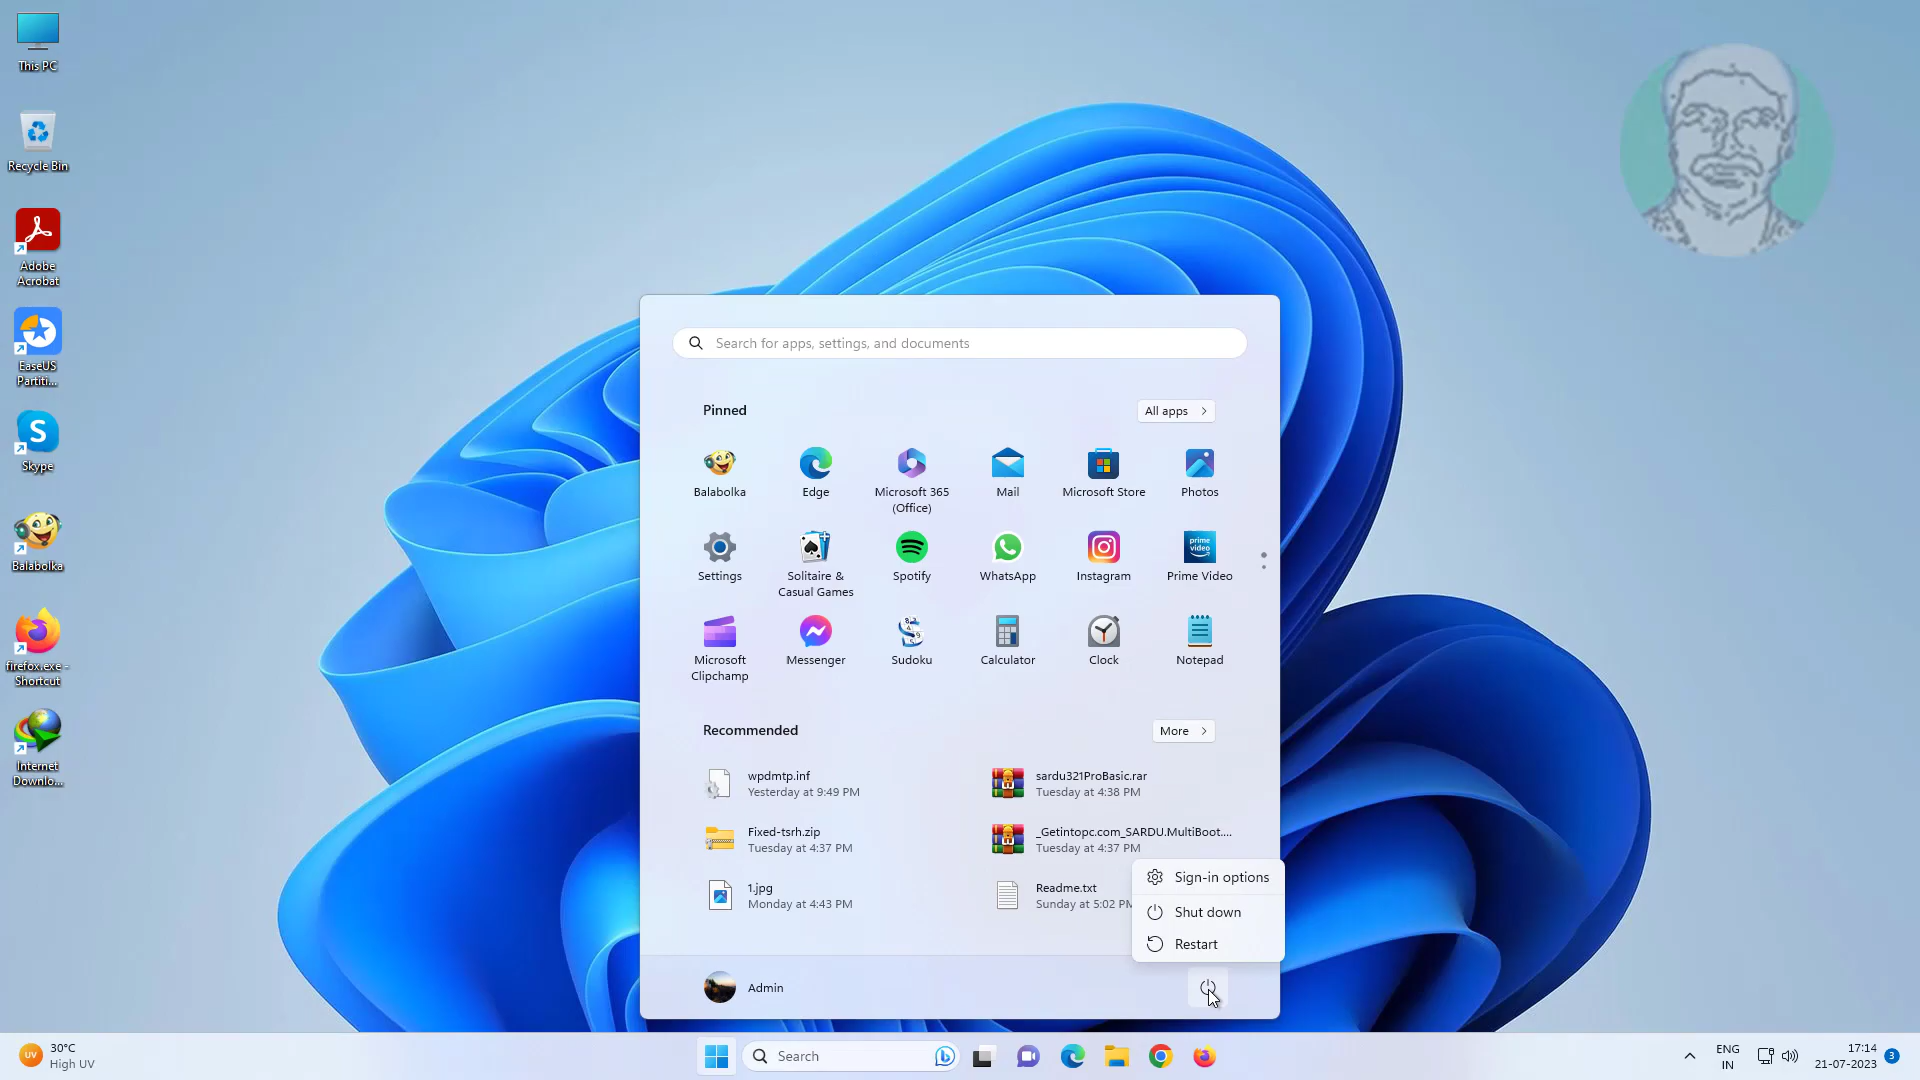 This PC
Recycle Bin
Adobe
Acrobat
EaseUS
Partiti...
S
Skype
Balabolka
firefox.exe -
Shortcut
Internet
Downlo...
Search for apps, settings, and documents
Pinned
All apps
Balabolka
Edge
Microsoft 365
(Office)
Mail
Microsoft Store
Photos
Settings
Solitaire &
Casual Games
Spotify
WhatsApp
Instagram
prime
video
Prime Video
Microsoft
Clipchamp
Messenger
Sudoku
Calculator
Clock
Notepad
Recommended
More
wpdmtp.inf
Yesterday at 9:49 PM
sardu321ProBasic.rar
Tuesday at 4:38 PM
Fixed-tsrh.zip
Tuesday at 4:37 PM
_Getintopc.com_SARDU.MultiBoot....
Tuesday at 4:37 PM
1.jpg
Monday at 4:43 PM
Readme.txt
Sunday at 5:02 PM
Sign-in options
Shut down
Restart
Admin
UV
30°C
High UV
Search
ENG
IN
17:14
21-07-2023
3